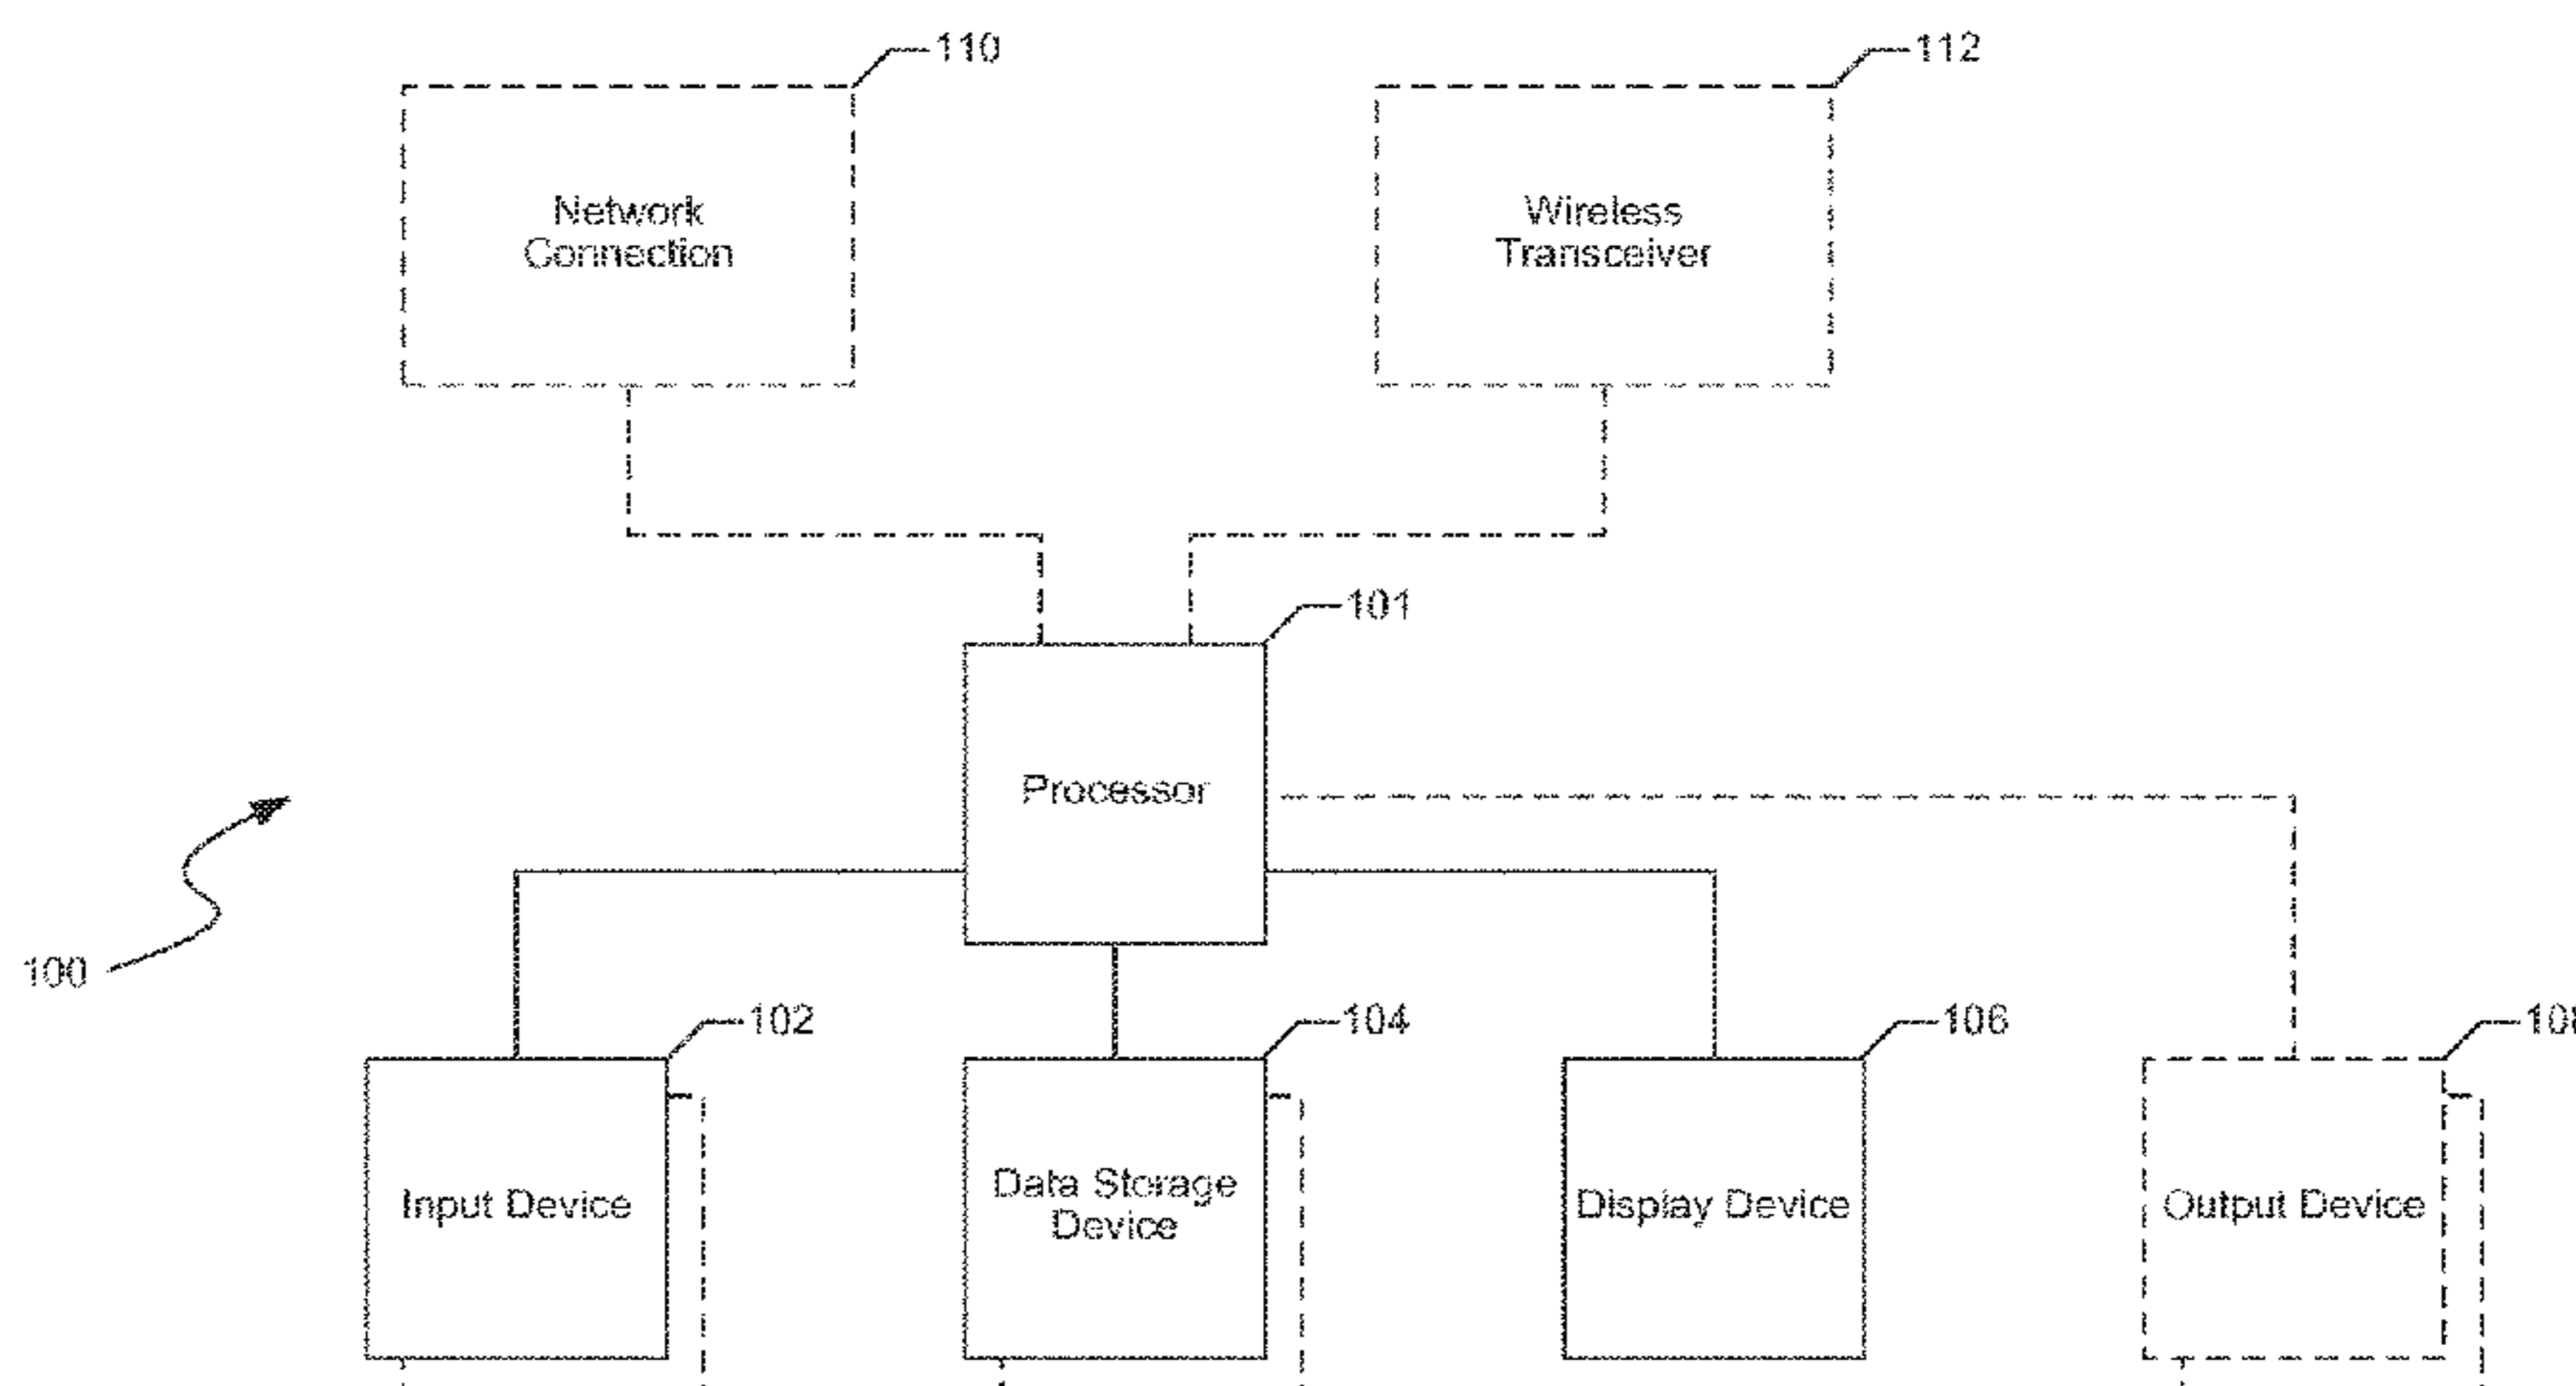 110
112
Network
Connection
Wireless
Transceiver
101
Processor
100
102
104
106
Input Device
Data Storage
Device
Display Device
Output Device